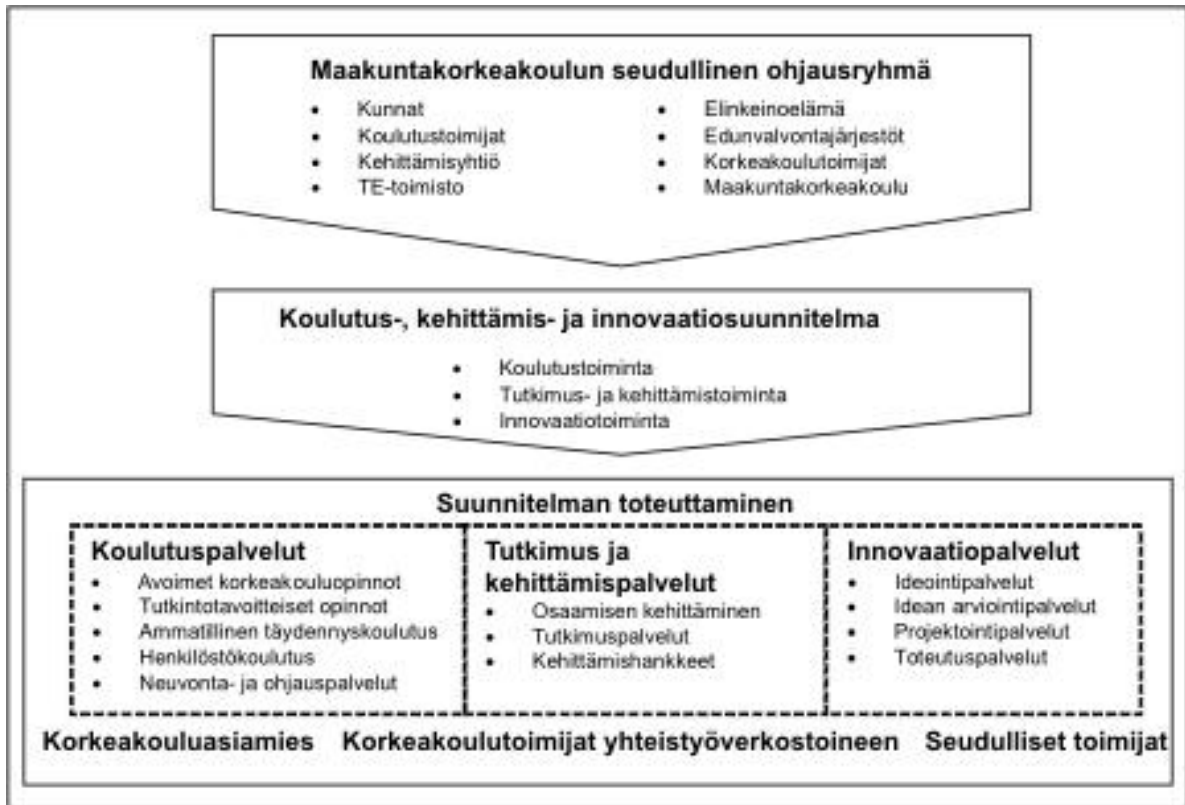 Maakuntakorkeakoulun seudullinen ohjausryhmä
• Kunnat
• Koulutustoimijat
• Kehittämisyhtiö
• TE-toimisto
• Elinkeinoelämä
• Edunvalvontajärjestöt
• Korkeakoulutoimijat
• Maakuntakorkeakoulu
Koulutus-, kehittämis- ja innovaatiosuunnitelma
• Koulutustoiminta
• Tutkimus- ja kehittämistoiminta
• Innovaatiotoiminta
Suunnitelman toteuttaminen
Koulutuspalvelut
• Avoimet korkeakouluopinnot
• Tutkintotavoitteiset opinnot
• Ammatillinen täydennyskoulutus
• Henkilöstökoulutus
• Neuvonta- ja ohjauspalvelut
Tutkimus ja
kehittämispalvelut
• Osaamisen kehittäminen
• Tutkimuspalvelut
• Kehittämishankkeet
Innovaatiopalvelut
• Ideointipalvelut
• Idean arviointipalvelut
• Projektointipalvelut
• Toteutuspalvelut
Korkeakouluasiamies Korkeakoulutoimijat yhteistyöverkostoineen Seudulliset toimijat